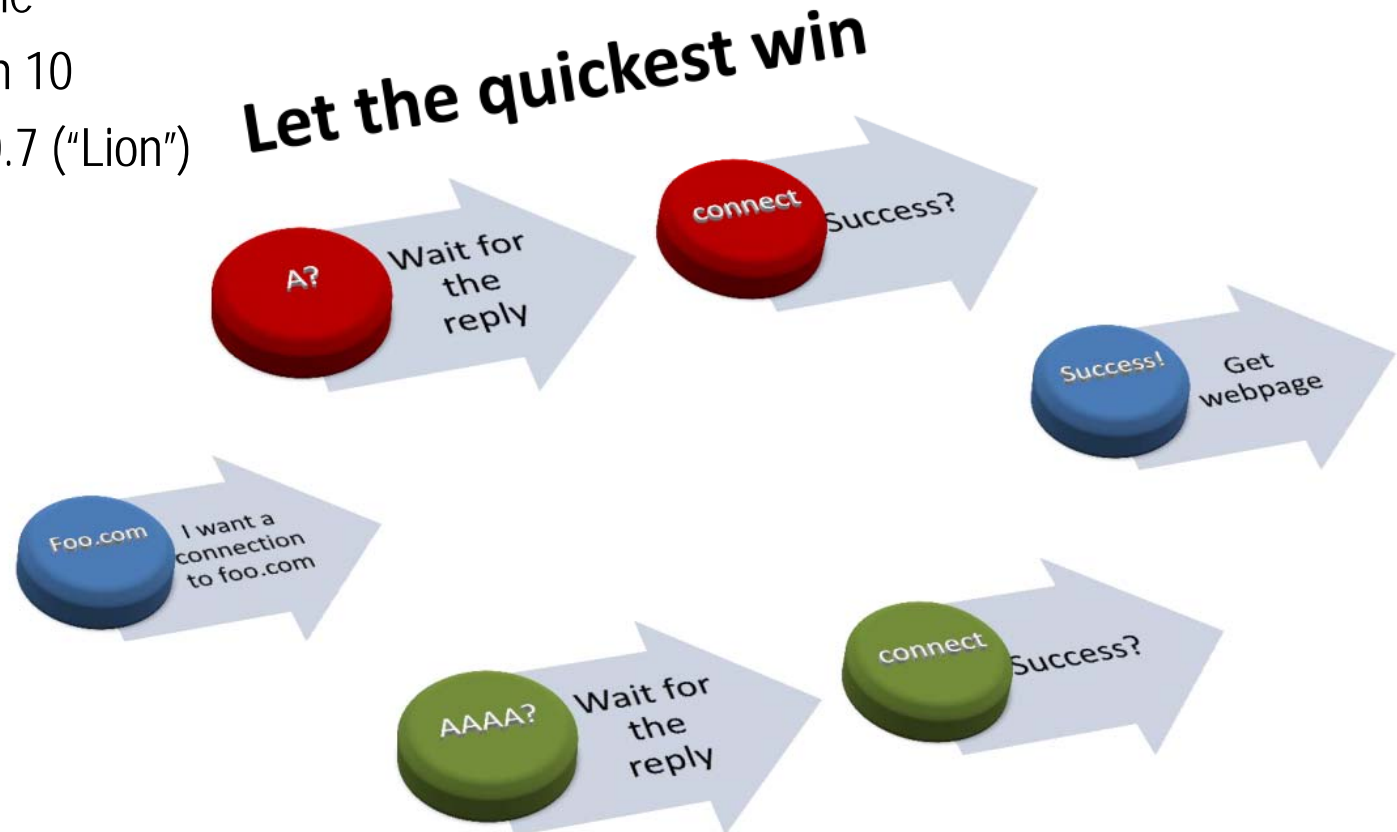 10
.7 (“Lion”)
Let the quickest win
A?
Wait for
the
reply
connect
Success?
Success!
Get
webpage
Foo.com
I want a
connection
to foo.com
AAAA?
Wait for
the
reply
connect
Success?